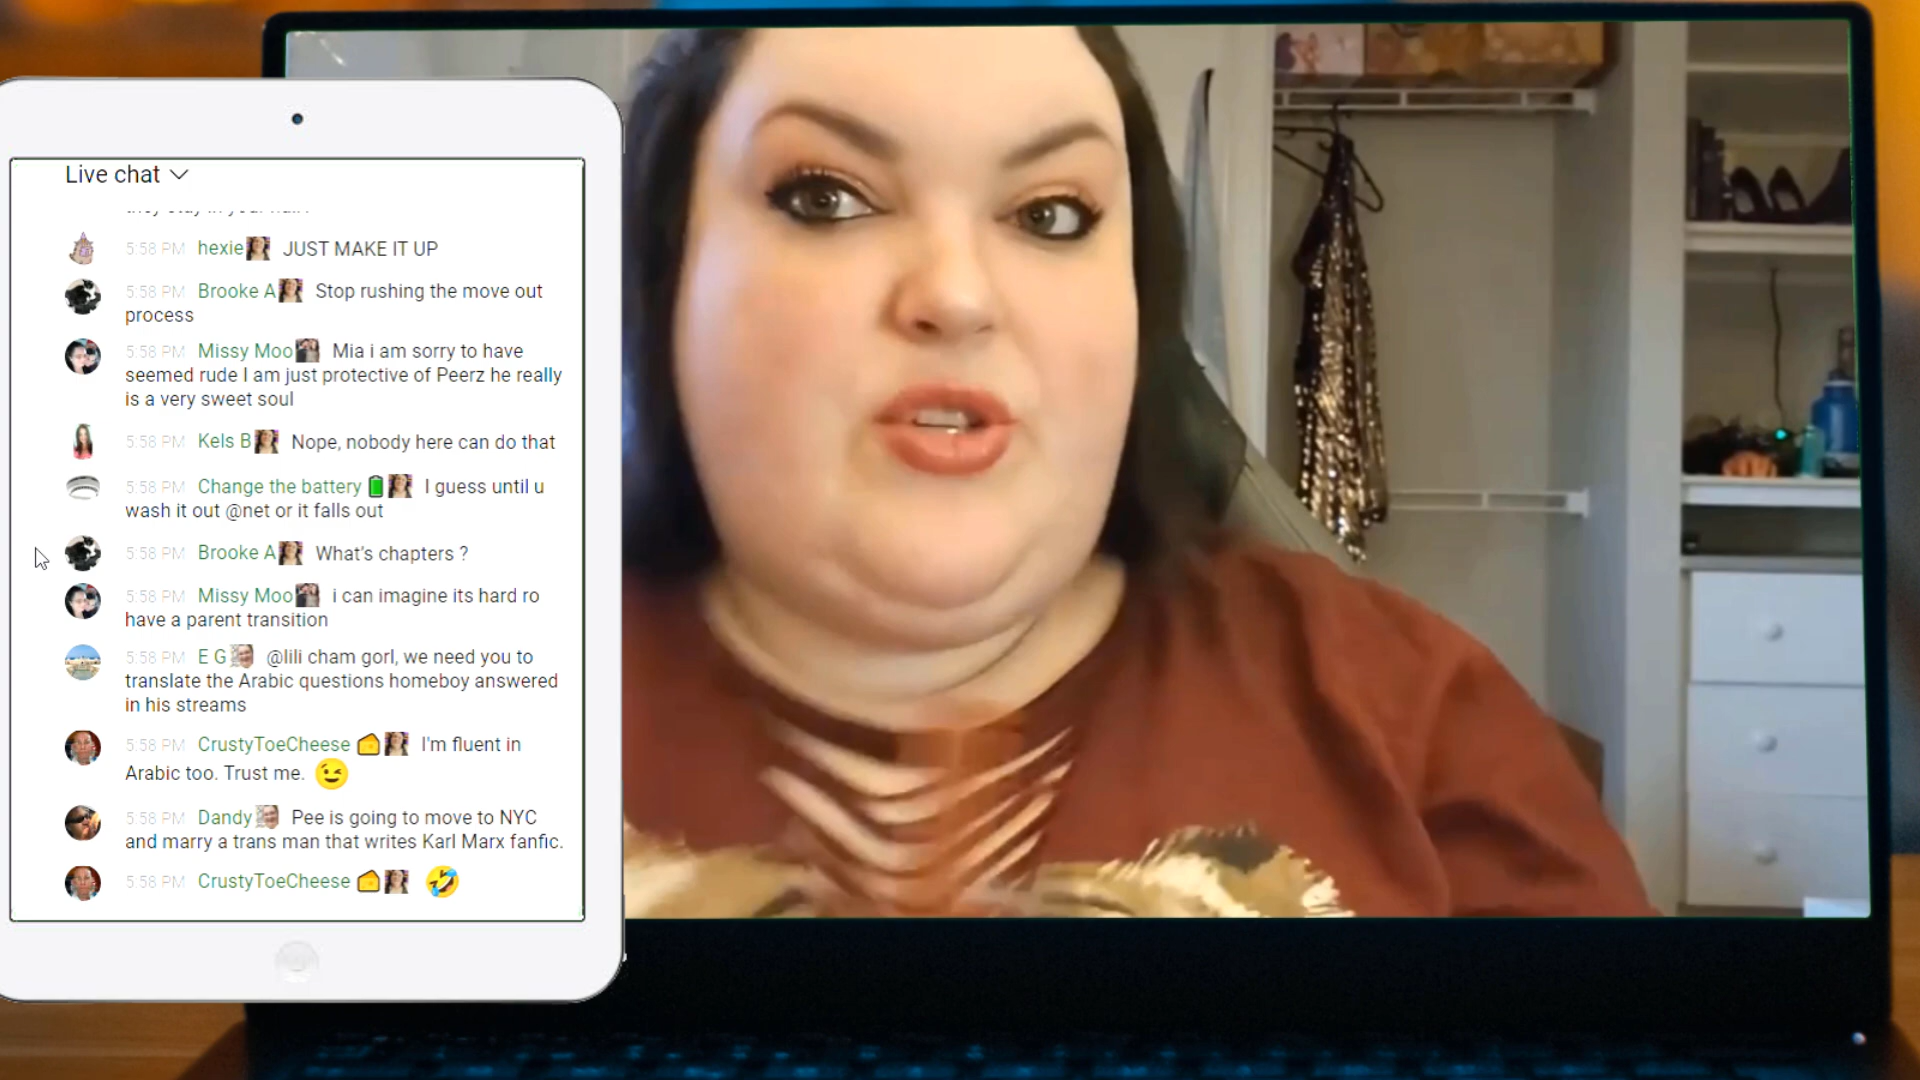 Live chat
5:58 PM hexie JUST MAKE IT UP
5:58 PM Brooke A Stop rushing the move out
process
5:58 PM Missy Moo Mia i am sorry to have
seemed rude I am just protective of Peerz he really
is a very sweet soul
5:58 PM Kels B Nope, nobody here can do that
5:58 PM Change the battery I guess until u
wash it out @net or it falls out
5:58 PM Brooke A What's chapters ?
5:58 PM Missy Moo i can imagine its hard ro
have a parent transition
5:58 PM E G @lili cham gorl, we need you to
translate the Arabic questions homeboy answered
in his streams
5:58 PM CrustyToeCheese I'm fluent in
Arabic too. Trust me.
5:58 PM Dandy Pee is going to move to NYC
and marry a trans man that writes Karl Marx fanfic.
5:58 PM CrustyToeCheese